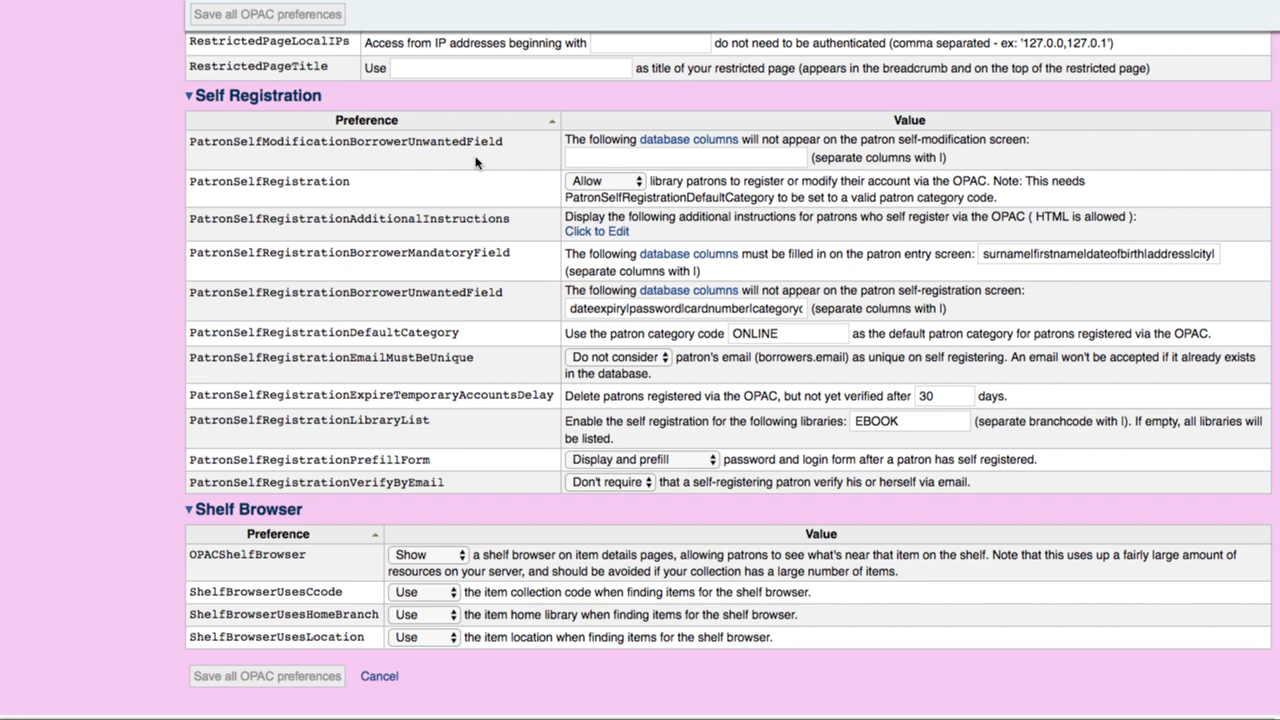 Save all OPAC preferences
RestrictedPageLocalIPs
Access from IP addresses beginning with do not need to be authenticated (comma separated - ex: '127.0.0,127.0.1')
RestrictedPageTitle
Use as title of your restricted page (appears in the breadcrumb and on the top of the restricted page)
▾Self Registration
Preference
Value
PatronSelfModificationBorrowerUnwantedField
The following database columns will not appear on the patron self-modification screen:
(separate columns with |)
PatronSelfRegistration
Allow library patrons to register or modify their account via the OPAC. Note: This needs
PatronSelfRegistrationDefaultCategory to be set to a valid patron category code.
PatronSelfRegistrationAdditionalInstructions
Display the following additional instructions for patrons who self register via the OPAC ( HTML is allowed ):
Click to Edit
PatronSelfRegistrationBorrowerMandatoryField
The following database columns must be filled in on the patron entry screen: surname|firstname|dateofbirth|address|city|
(separate columns with |)
PatronSelfRegistrationBorrowerUnwantedField
The following database columns will not appear on the patron self-registration screen:
dateexpiry|password|cardnumber|categoryc (separate columns with |)
PatronSelfRegistrationDefaultCategory
Use the patron category code ONLINE as the default patron category for patrons registered via the OPAC.
PatronSelfRegistrationEmailMustBeUnique
Do not consider patron's email (borrowers.email) as unique on self registering. An email won't be accepted if it already exists
in the database.
PatronSelfRegistrationExpireTemporaryAccountsDelay
Delete patrons registered via the OPAC, but not yet verified after 30 days.
PatronSelfRegistrationLibraryList
Enable the self registration for the following libraries: EBOOK (separate branchcode with |). If empty, all libraries will
be listed.
PatronSelfRegistrationPrefillForm
Display and prefill password and login form after a patron has self registered.
PatronSelfRegistrationVerifyByEmail
Don't require that a self-registering patron verify his or herself via email.
▾Shelf Browser
Preference
Value
OPACShelfBrowser
Show a shelf browser on item details pages, allowing patrons to see what's near that item on the shelf. Note that this uses up a fairly large amount of
resources on your server, and should be avoided if your collection has a large number of items.
ShelfBrowserUsesCcode
Use the item collection code when finding items for the shelf browser.
ShelfBrowserUsesHomeBranch
Use the item home library when finding items for the shelf browser.
ShelfBrowserUsesLocation
Use the item location when finding items for the shelf browser.
Save all OPAC preferences Cancel